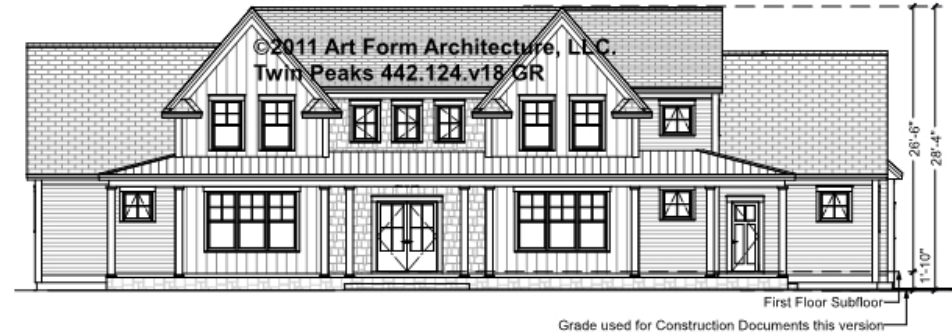 ©2011 Art Form Architecture, LLC.
Twin Peaks 442.124.v18 GR
26'-6"
28'-4"
1'-10"
First Floor Subfloor
Grade used for Construction Documents this version